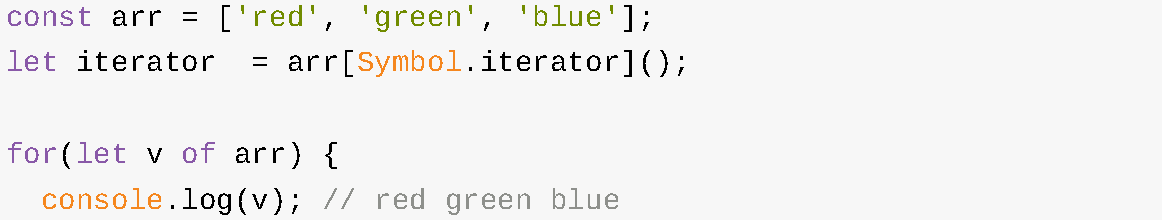 const arr = ['red', 'green', 'blue'];
let iterator  = arr[Symbol.iterator]();

for(let v of arr) {
  console.log(v); // red green blue